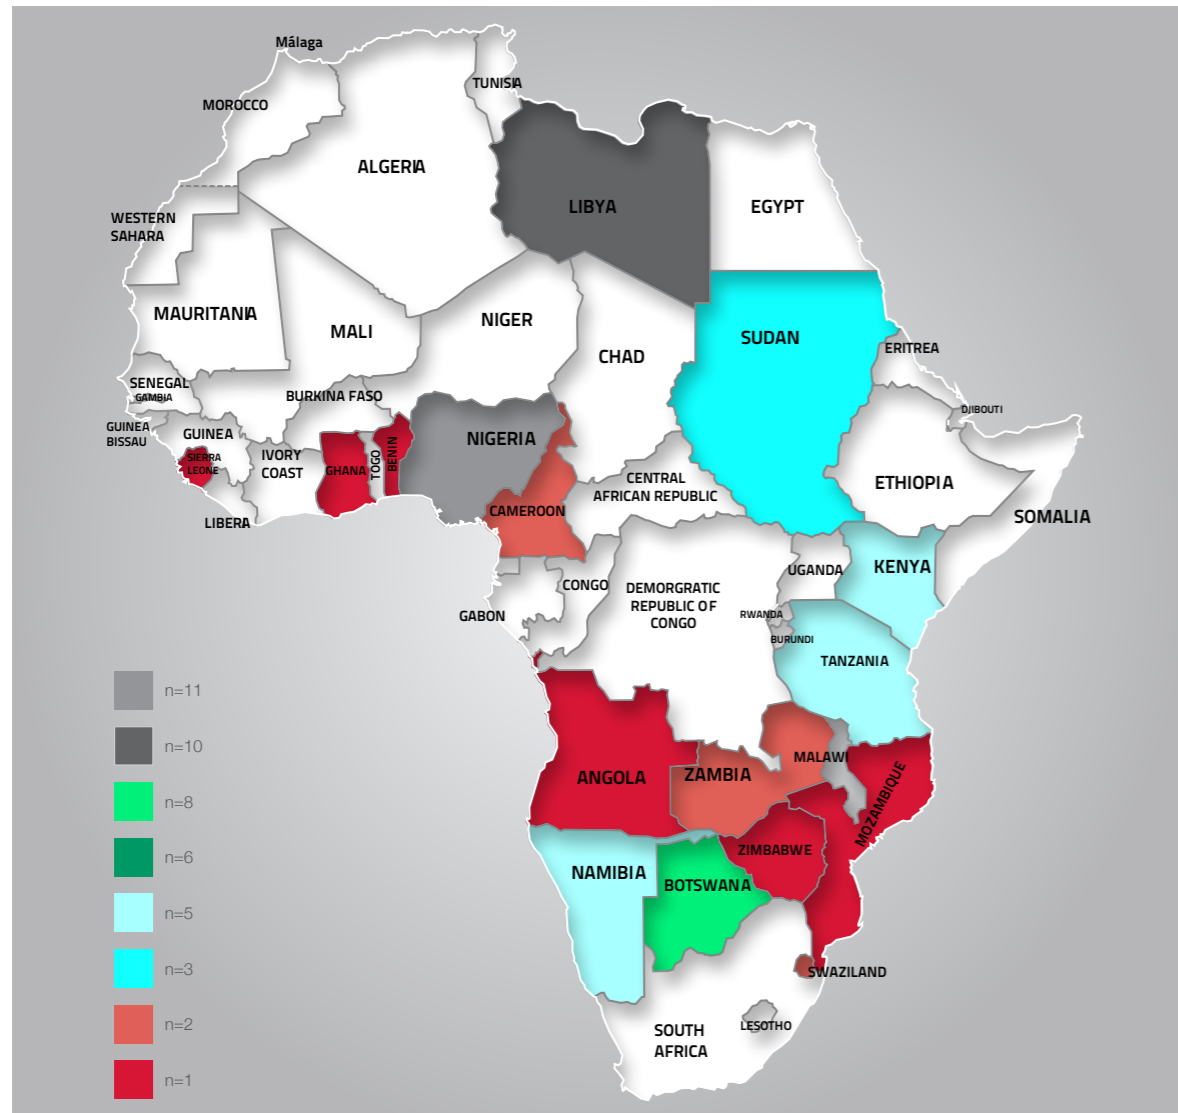 Málaga
TUNISIA
MOROCCO
ALGERIA
LIBYA
EGYPT
WESTERN
SAHARA
MAURITANIA
MALI
NIGER
CHAD
SUDAN
ERITREA
SENEGAL
GAMBIA
BURKINA FASO
DJIBOUTI
GUINEA
BISSAU
GUINEA
NIGERIA
SIERRA
LEONE
IVORY
COAST
GHANA
TOGO
BENIN
CENTRAL
AFRICAN REPUBLIC
ETHIOPIA
CAMEROON
LIBERA
SOMALIA
UGANDA
KENYA
CONGO
DEMORGRATIC
REPUBLIC OF
CONGO
GABON
RWANDA
BURUNDI
TANZANIA
n=11
n=10
MALAWI
ANGOLA
ZAMBIA
MOZAMBIQUE
n=8
ZIMBABWE
n=6
NAMIBIA
BOTSWANA
n=5
n=3
SWAZILAND
n=2
SOUTH
AFRICA
LESOTHO
n=1